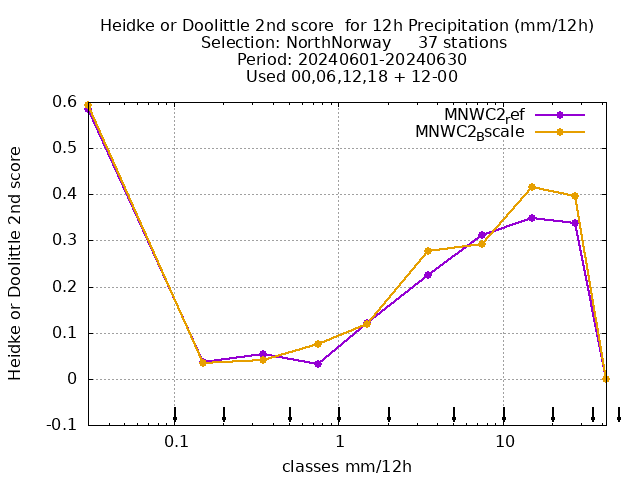 Heidke or Doolittle 2nd score  for 12h Precipitation (mm/12h)
Selection: NorthNorway     37 stations
Period: 20240601-20240630
Used 00,06,12,18 + 12-00
MNWC2ref
MNWC2Bscale
0.6
0.5
0.4
0.3
0.2
0.1
0
-0.1
Heidke or Doolittle 2nd score
0.1
1
10
classes mm/12h